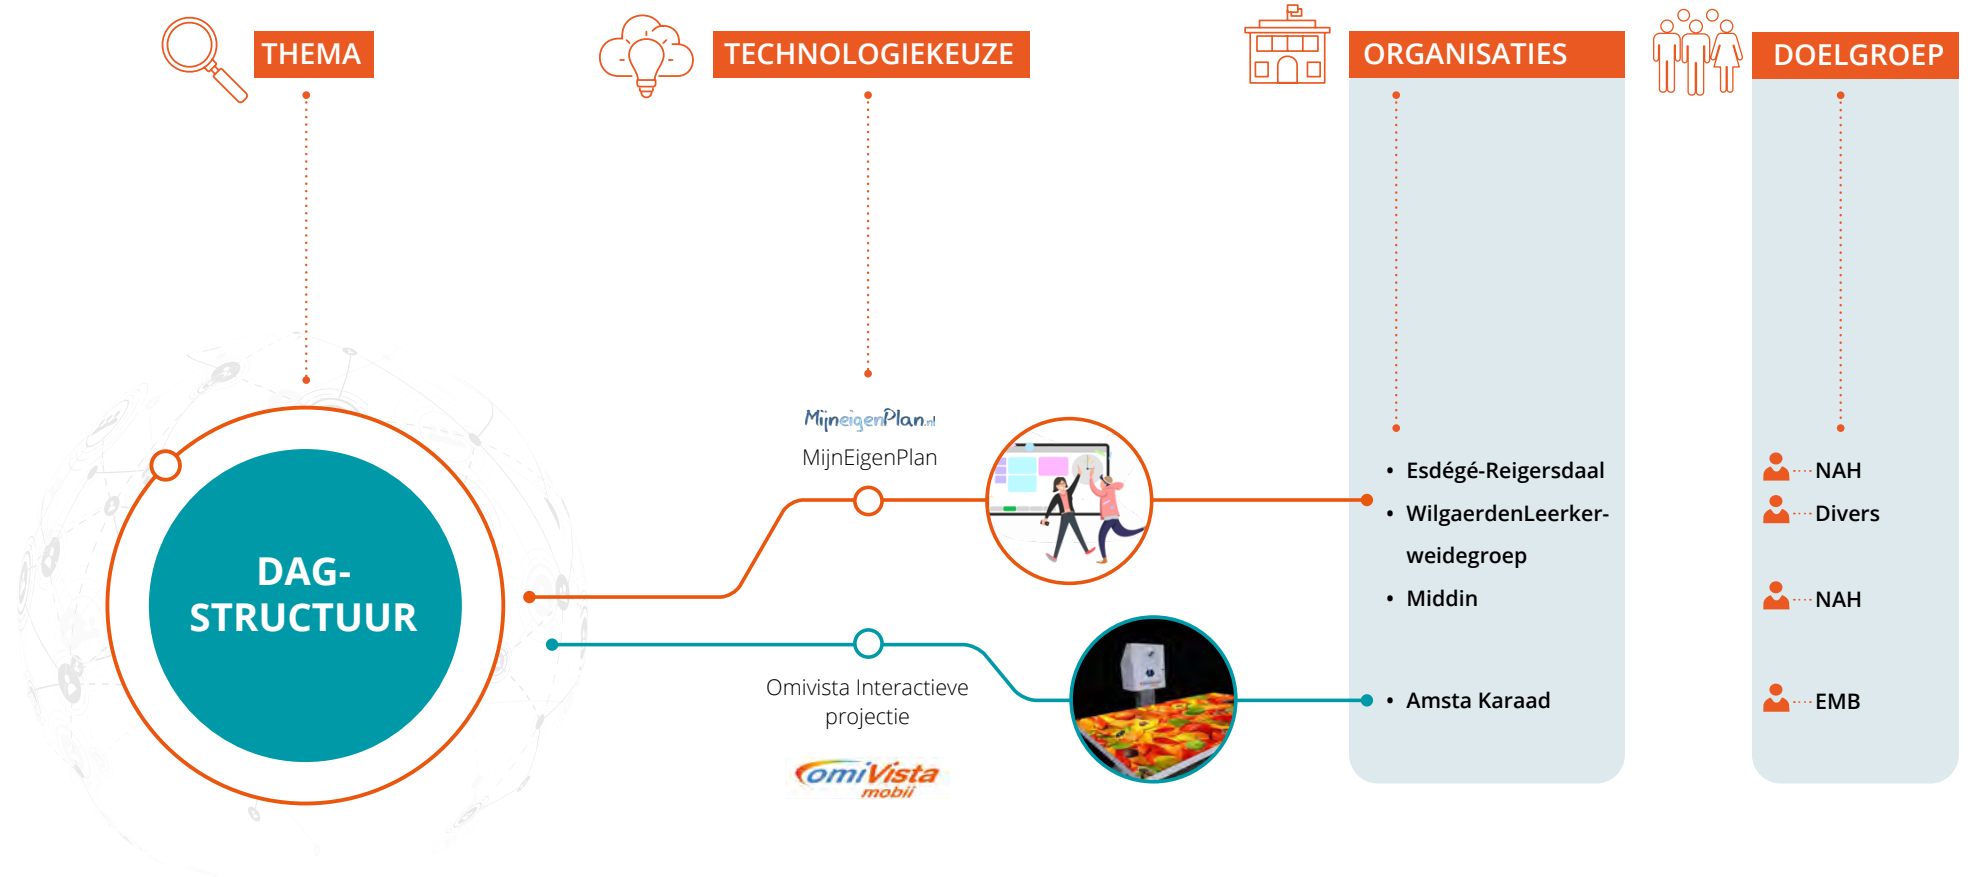 THEMA
TECHNOLOGIEKEUZE
ORGANISATIES
DOELGROEP
DAG-
STRUCTUUR
MijneigenPlan.nl
MijnEigenPlan
Omivista Interactieve
projectie
omiVista
mobii
• Esdégé-Reigersdaal
• WilgaerdenLeerker-
weidegroep
• Middin
• Amsta Karaad
NAH
Divers
NAH
EMB